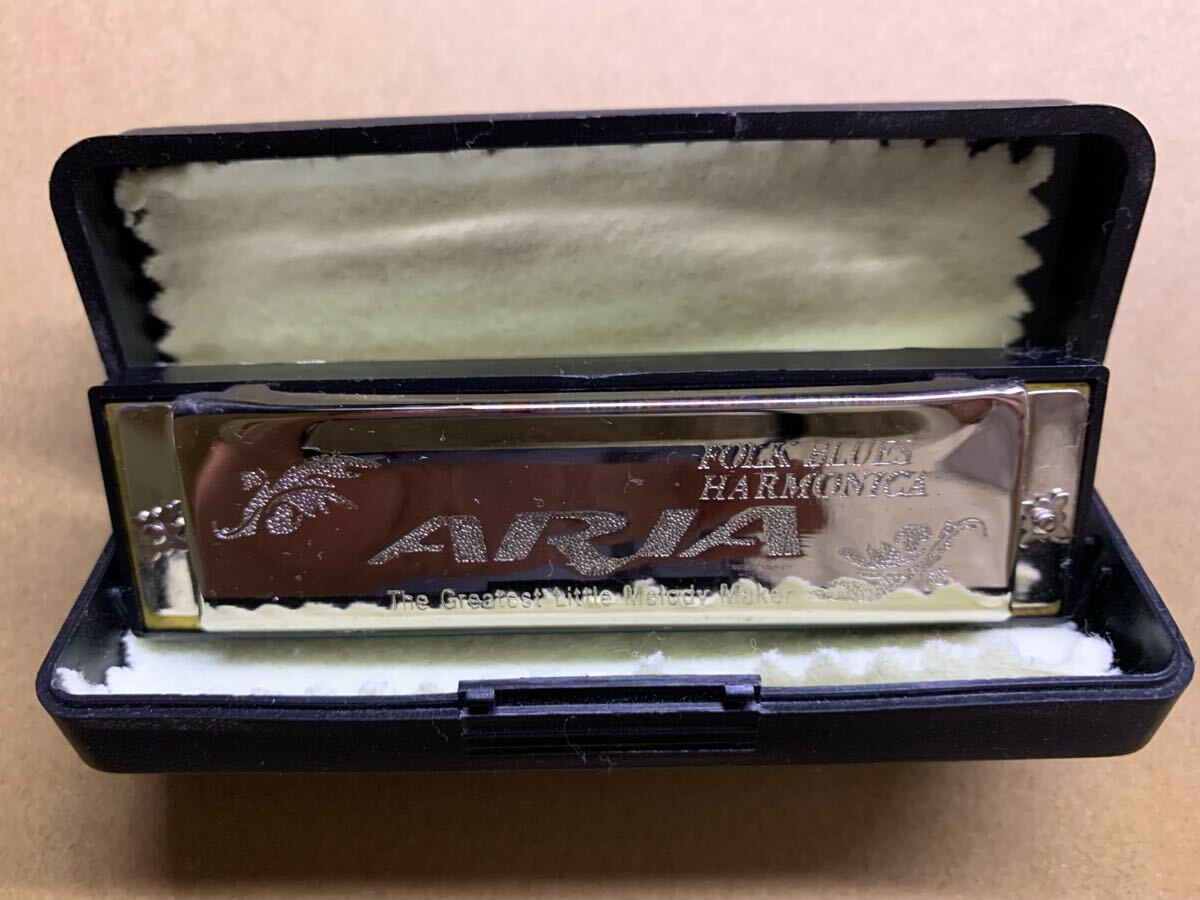 FOLK BLUES
HARMONICA
ARIA
The Greatest Little Melody Maker